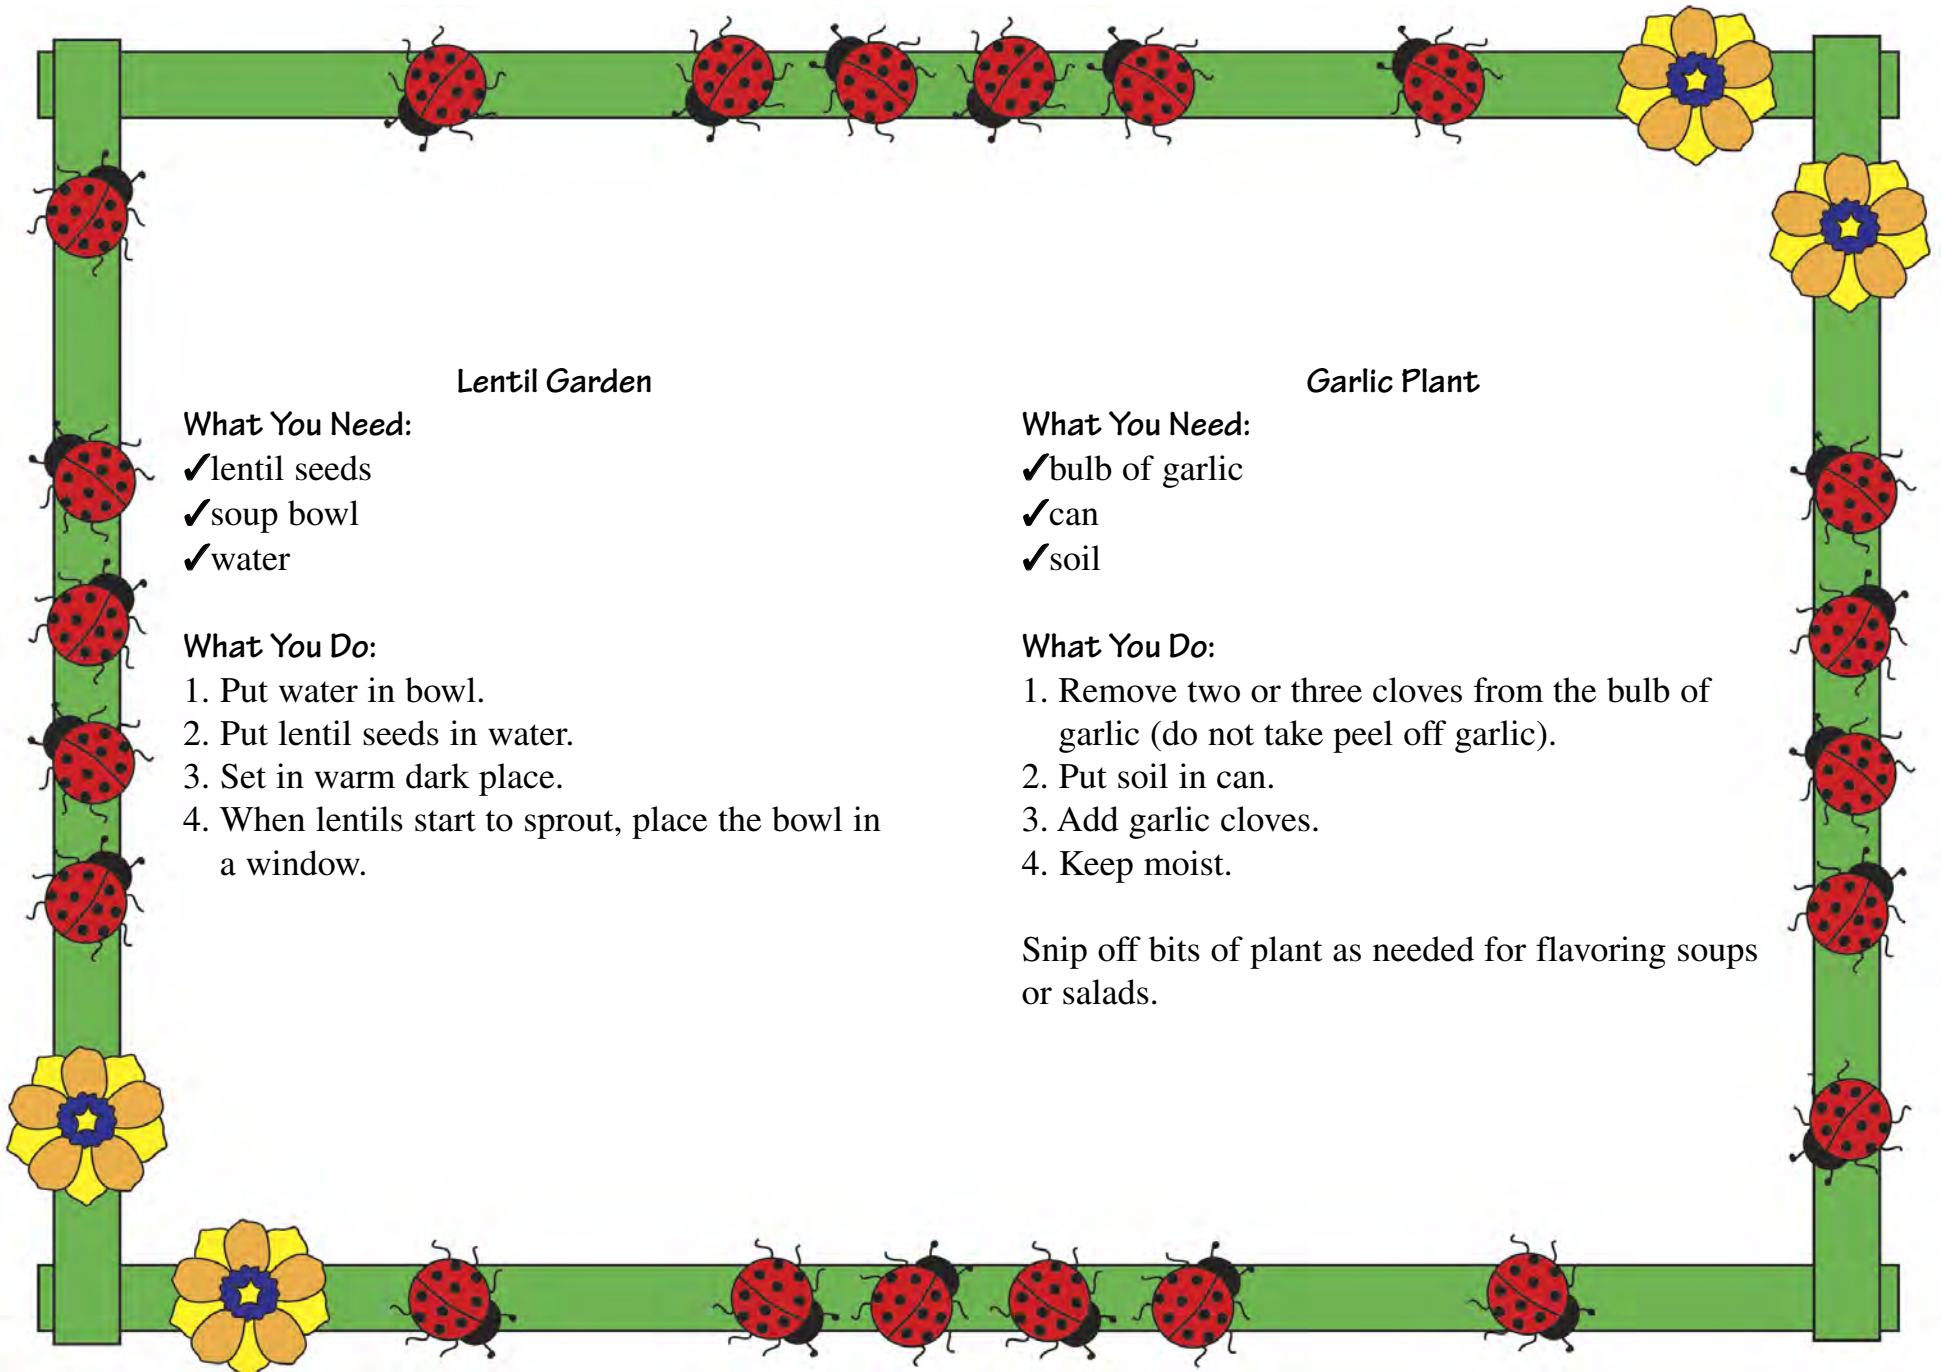 Lentil Garden
What You Need:
✓lentil seeds
✓soup bowl
✓water
What You Do:
1. Put water in bowl.
2. Put lentil seeds in water.
3. Set in warm dark place.
4. When lentils start to sprout, place the bowl in
a window.
Garlic Plant
What You Need:
✓bulb of garlic
✓can
✓soil
What You Do:
1. Remove two or three cloves from the bulb of
garlic (do not take peel off garlic).
2. Put soil in can.
3. Add garlic cloves.
4. Keep moist.
Snip off bits of plant as needed for flavoring soups
or salads.